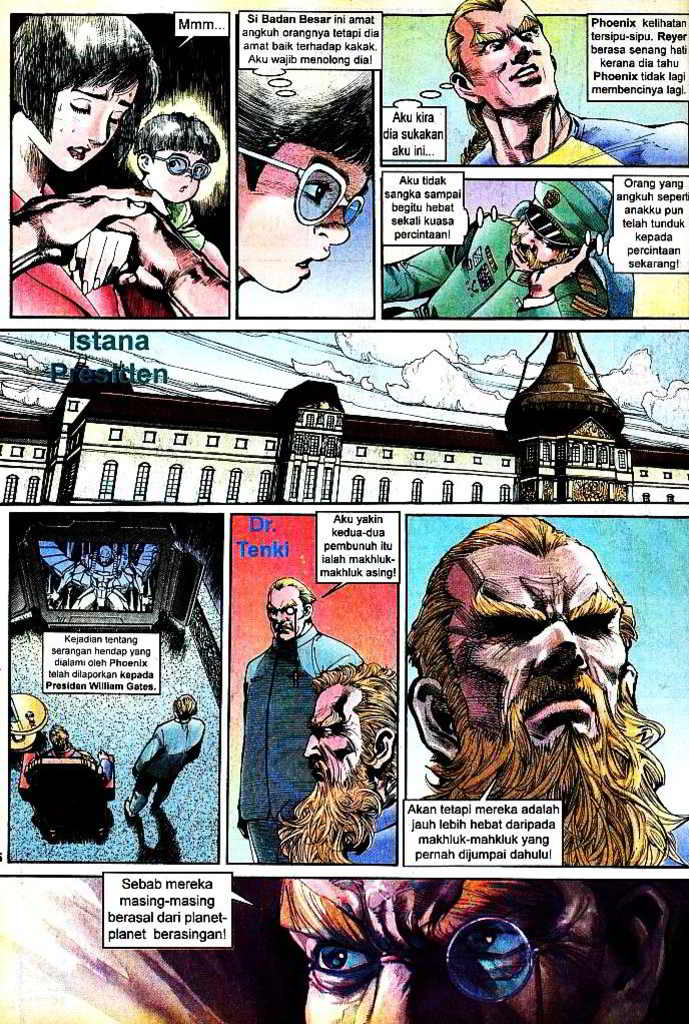 Mmm...
Si Badan Besar ini amat
angkuh orangnya tetapi dia
amat baik terhadap kakak.
Aku wajib menolong dia!
Phoenix kelihatan
tersipu-sipu. Reyer
berasa senang hati
kerana dia tahu
Phoenix tidak lagi
membencinya lagi.
Aku kira
dia sukakan
aku ini...
Aku tidak
sangka sampai
begitu hebat
sekali kuasa
percintaan!
Orang yang
angkuh seperti
anakku pun
telah tunduk
kepada
percintaan
sekarang!
Istana
Presiden
Kejadian tentang
serangan hendap yang
dialami oleh Phoenix
telah dilaporkan kepada
Presiden William Gates.
Dr.
Tenki
Aku yakin
kedua-dua
pembunuh itu
ialah makhluk-
makhluk asing!
Akan tetapi mereka adalah
jauh lebih hebat daripada
makhluk-mahkluk yang
pernah dijumpai dahulu!
Sebab mereka
masing-masing
berasal dari planet-
planet berasingan!